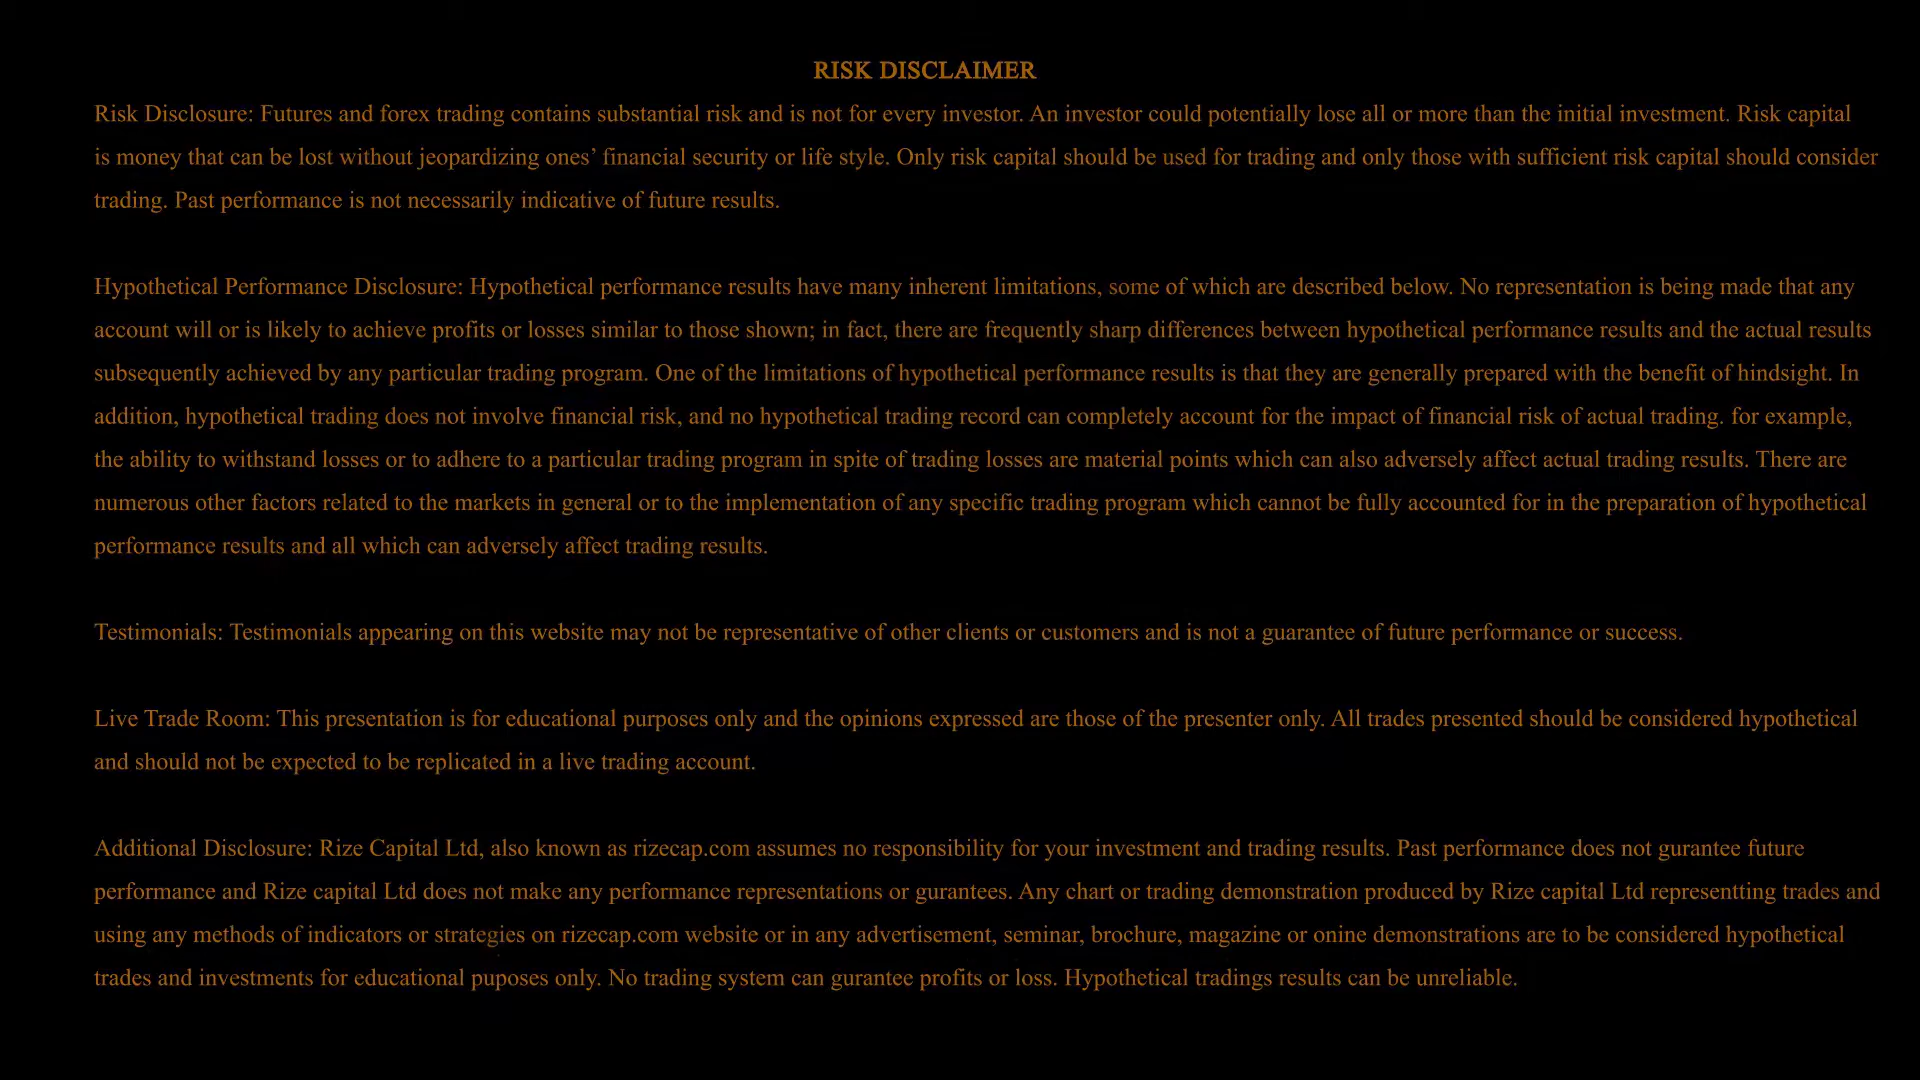 RISK DISCLAIMER
Risk Disclosure: Futures and forex trading contains substantial risk and is not for every investor. An investor could potentially lose all or more than the initial investment. Risk capital
is money that can be lost without jeopardizing ones’ financial security or life style. Only risk capital should be used for trading and only those with sufficient risk capital should consider
trading. Past performance is not necessarily indicative of future results.
Hypothetical Performance Disclosure: Hypothetical performance results have many inherent limitations, some of which are described below. No representation is being made that any
account will or is likely to achieve profits or losses similar to those shown; in fact, there are frequently sharp differences between hypothetical performance results and the actual results
subsequently achieved by any particular trading program. One of the limitations of hypothetical performance results is that they are generally prepared with the benefit of hindsight. In
addition, hypothetical trading does not involve financial risk, and no hypothetical trading record can completely account for the impact of financial risk of actual trading. for example,
the ability to withstand losses or to adhere to a particular trading program in spite of trading losses are material points which can also adversely affect actual trading results. There are
numerous other factors related to the markets in general or to the implementation of any specific trading program which cannot be fully accounted for in the preparation of hypothetical
performance results and all which can adversely affect trading results.
Testimonials: Testimonials appearing on this website may not be representative of other clients or customers and is not a guarantee of future performance or success.
Live Trade Room: This presentation is for educational purposes only and the opinions expressed are those of the presenter only. All trades presented should be considered hypothetical
and should not be expected to be replicated in a live trading account.
Additional Disclosure: Rize Capital Ltd, also known as rizecap.com assumes no responsibility for your investment and trading results. Past performance does not gurantee future
performance and Rize capital Ltd does not make any performance representations or gurantees. Any chart or trading demonstration produced by Rize capital Ltd representting trades and
using any methods of indicators or strategies on rizecap.com website or in any advertisement, seminar, brochure, magazine or onine demonstrations are to be considered hypothetical
trades and investments for educational puposes only. No trading system can gurantee profits or loss. Hypothetical tradings results can be unreliable.